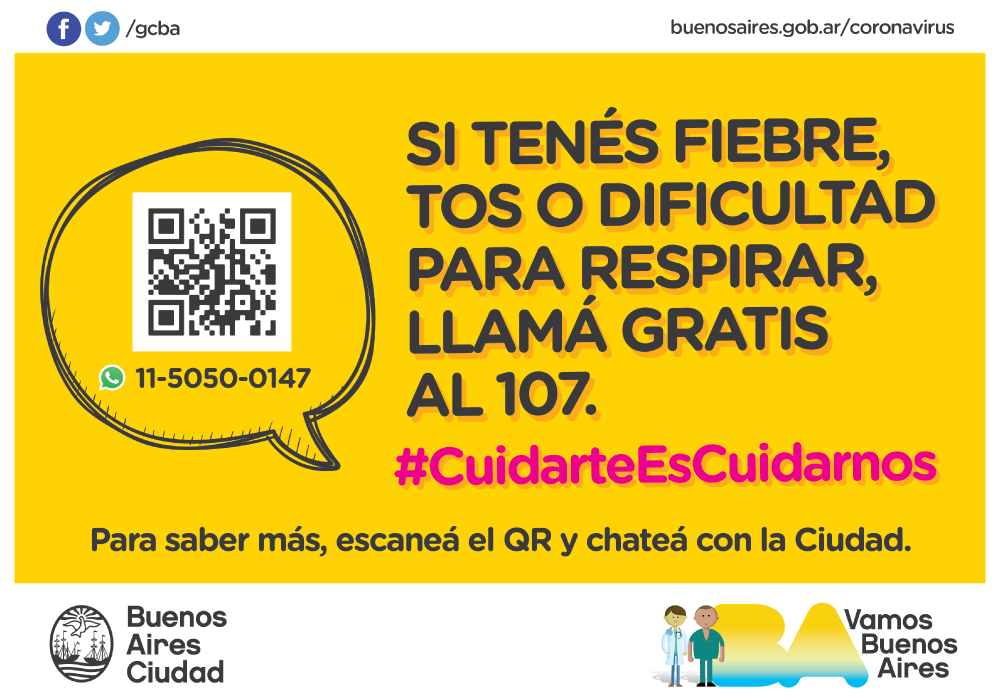 /gcba
buenosaires.gob.ar/coronavirus
SI TENÉS FIEBRE,
TOS O DIFICULTAD
PARA RESPIRAR,
LLAMÁ GRATIS
AL 107.
11-5050-0147
#CuidarteEsCuidarnos
Para saber más, escaneá el QR y chateá con la Ciudad.
Buenos
Aires
Ciudad
BA
Vamos
Buenos
Aires